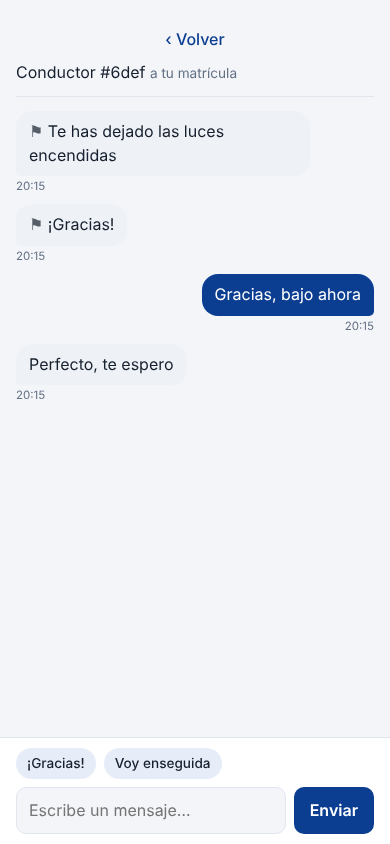 ‹ Volver
Conductor #6def a tu matrícula
⚑ Te has dejado las luces
encendidas
20:15
⚑ ¡Gracias!
20:15
Gracias, bajo ahora
20:15
Perfecto, te espero
20:15
¡Gracias! Voy enseguida
Escribe un mensaje... Enviar